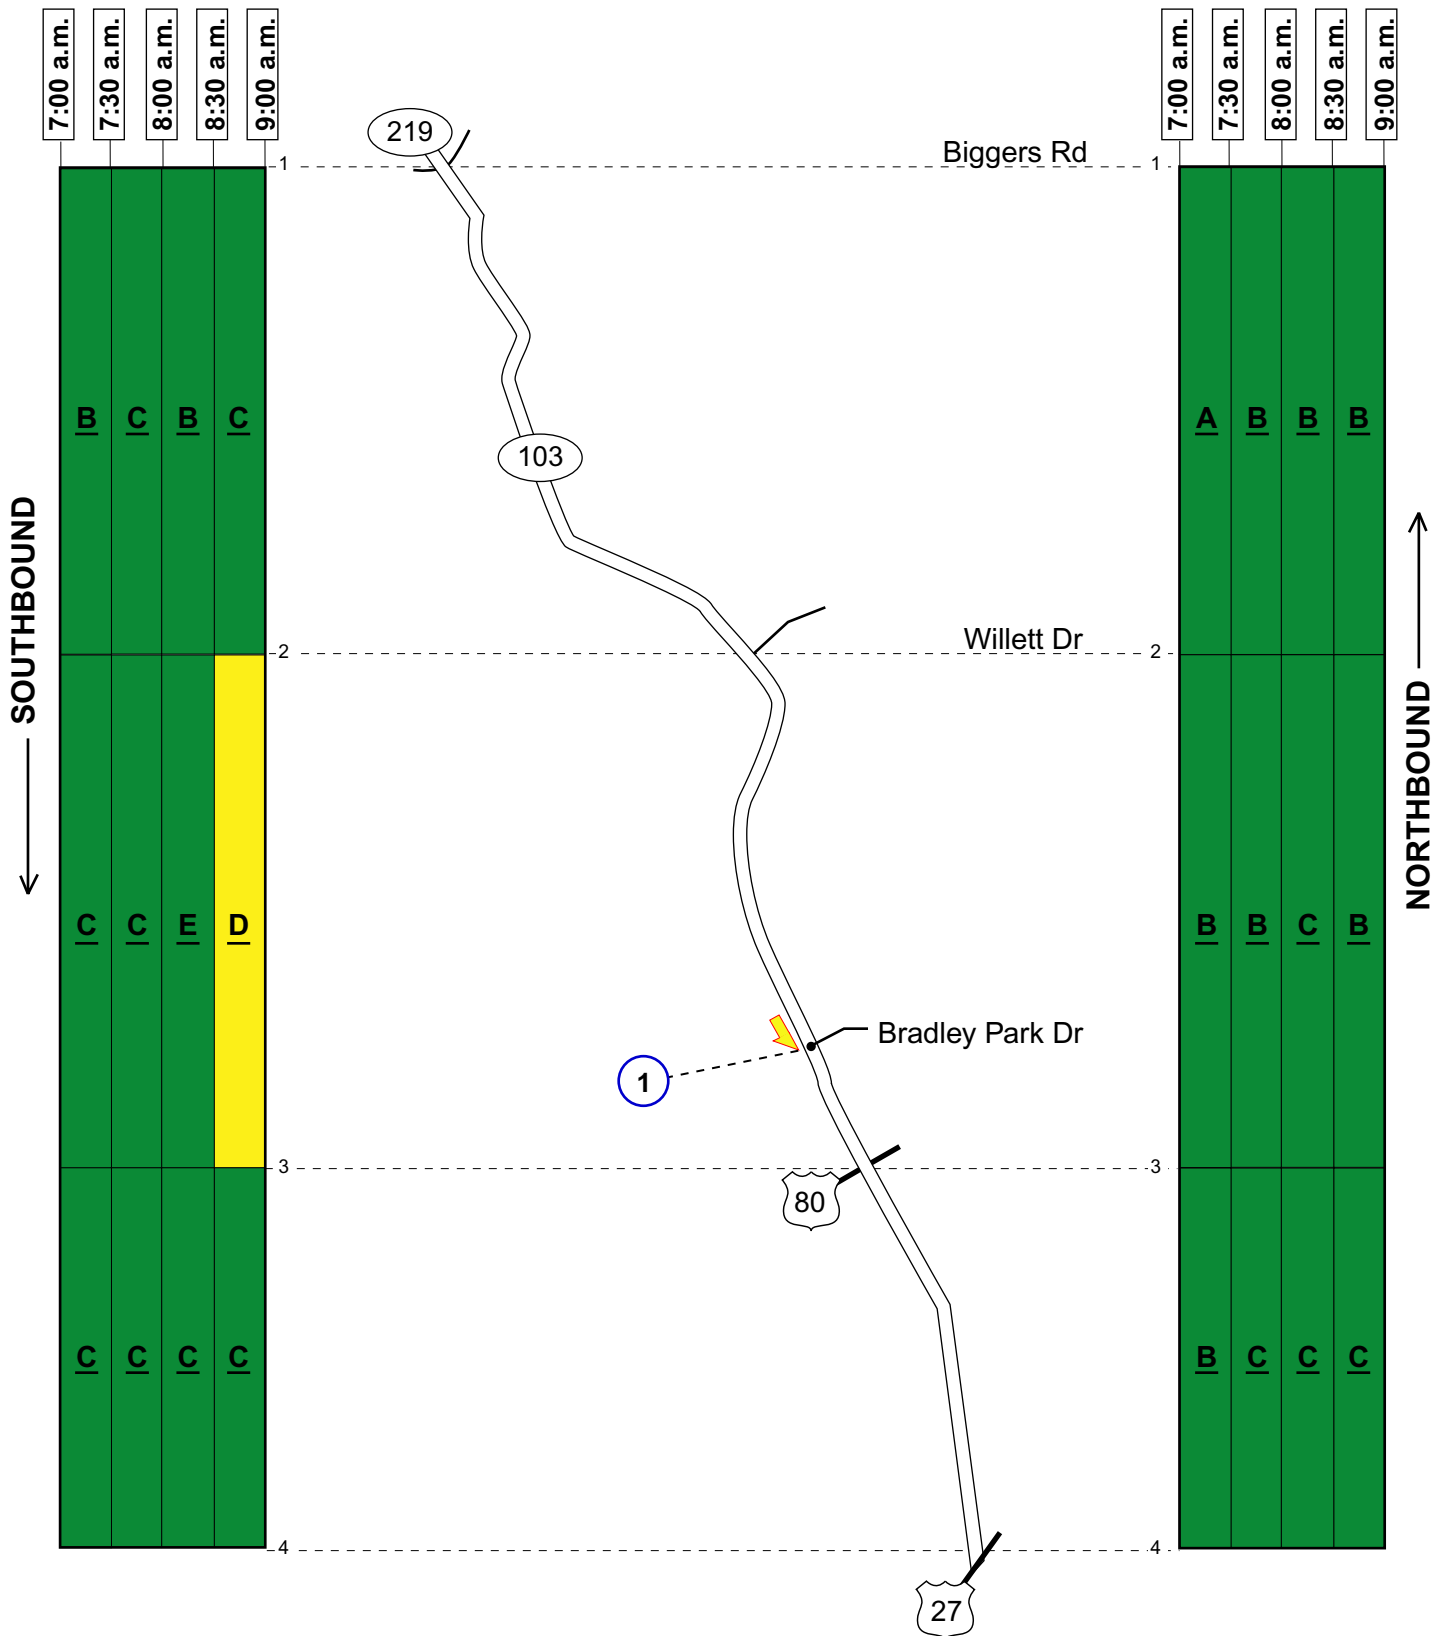 7:00 a.m.
7:30 a.m.
8:00 a.m.
8:30 a.m.
9:00 a.m.
7:00 a.m.
7:30 a.m.
8:00 a.m.
8:30 a.m.
9:00 a.m.
219
1
Biggers Rd
1
B C B C
103
A B B B
SOUTHBOUND
NORTHBOUND
2
Willett Dr
2
C C E D
B B C B
Bradley Park Dr
1
3
3
80
C C C C
B C C C
4
4
27